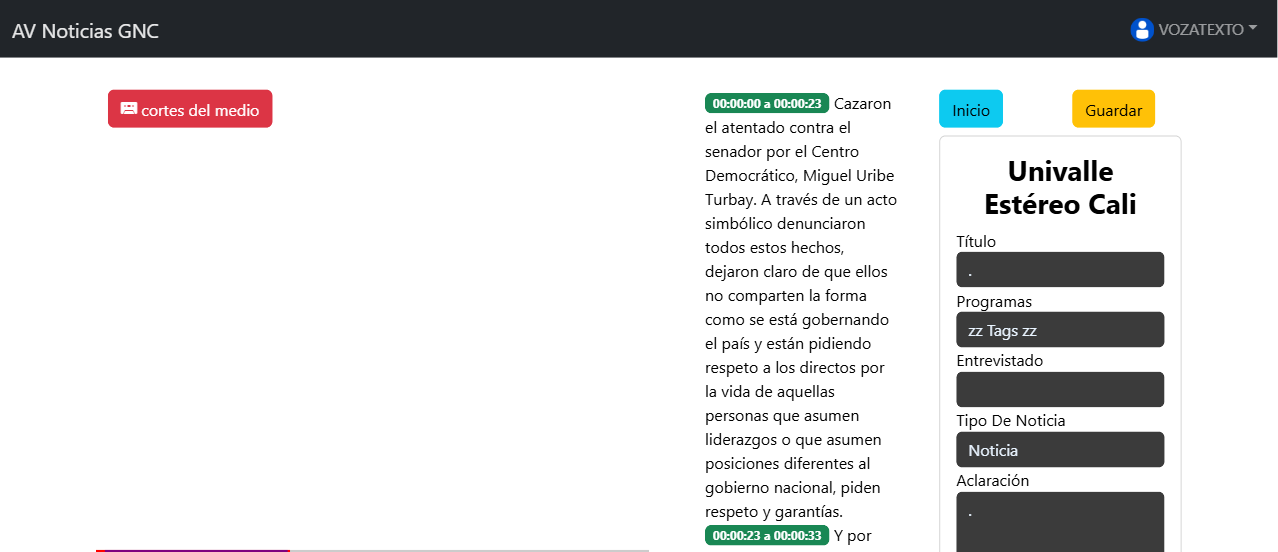 AV Noticias GNC
VOZATEXTO
cortes del medio
00:00:00 a 00:00:23 Cazaron
el atentado contra el
senador por el Centro
Democrático, Miguel Uribe
Turbay. A través de un acto
simbólico denunciaron
todos estos hechos,
dejaron claro de que ellos
no comparten la forma
como se está gobernando
el país y están pidiendo
respeto a los directos por
la vida de aquellas
personas que asumen
liderazgos o que asumen
posiciones diferentes al
gobierno nacional, piden
respeto y garantías.
00:00:23 a 00:00:33 Y por
Inicio
Guardar
Univalle
Estéreo Cali
Título
.
Programas
zz Tags zz
Entrevistado
Tipo De Noticia
Noticia
Aclaración
.